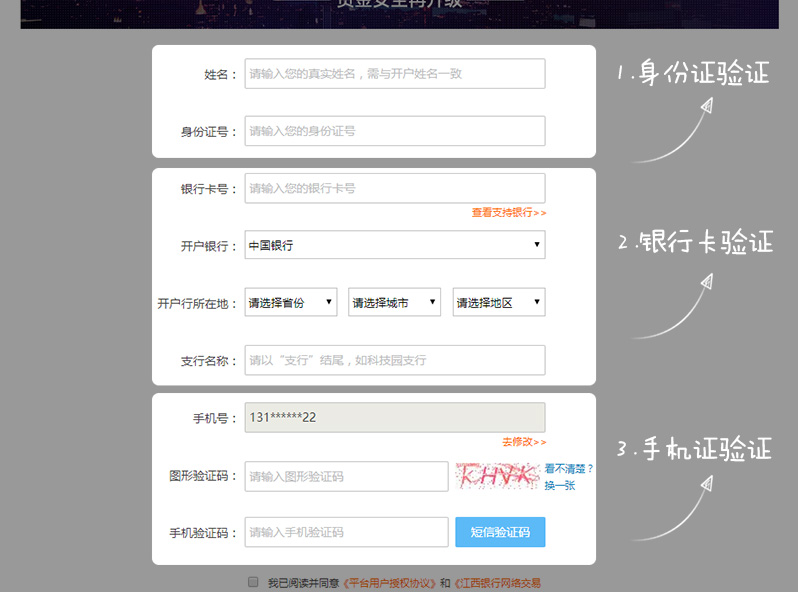 资金安全再升级
姓名：
请输入您的真实姓名，需与开户姓名一致
1.身份证验证
身份证号：
请输入您的身份证号
银行卡号：
请输入您的银行卡号
查看支持银行>>
2.银行卡验证
开户银行：
中国银行
开户行所在地：
请选择省份
请选择城市
请选择地区
支行名称：
请以“支行”结尾，如科技园支行
手机号：
131******22
去修改>>
3.手机证验证
图形验证码：
请输入图形验证码
KHVK
看不清楚？
换一张
手机验证码：
请输入手机验证码
短信验证码
我已阅读并同意《平台用户授权协议》和《江西银行网络交易